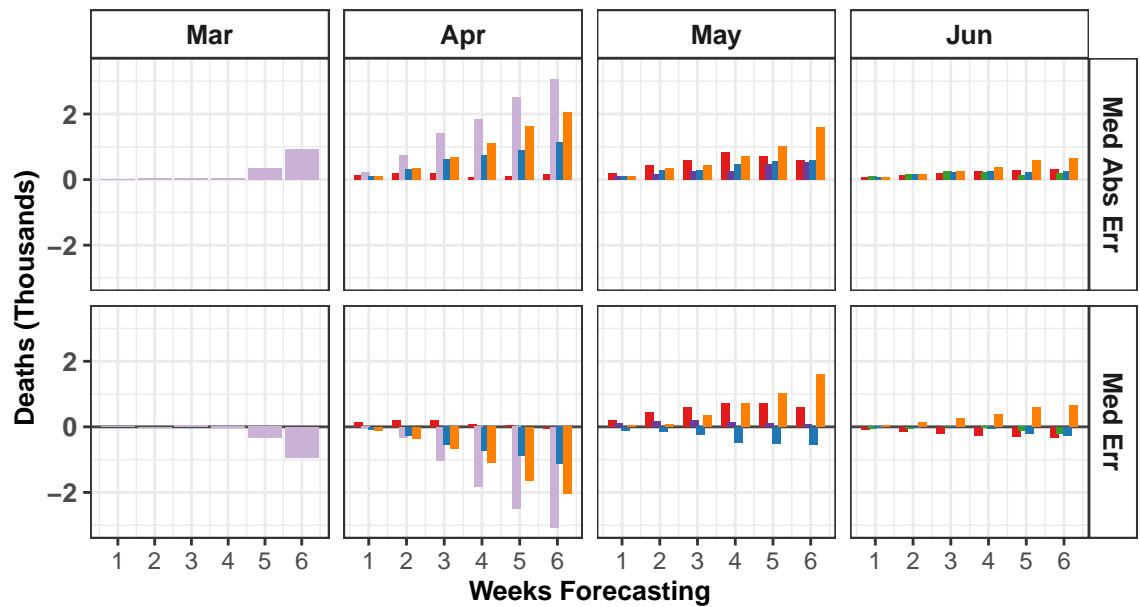 Mar Apr May Jun
2
0
−2
Med Abs Err
2
0
−2
Med Err
Deaths (Thousands)
1 2 3 4 5 6 1 2 3 4 5 6 1 2 3 4 5 6 1 2 3 4 5 6
Weeks Forecasting